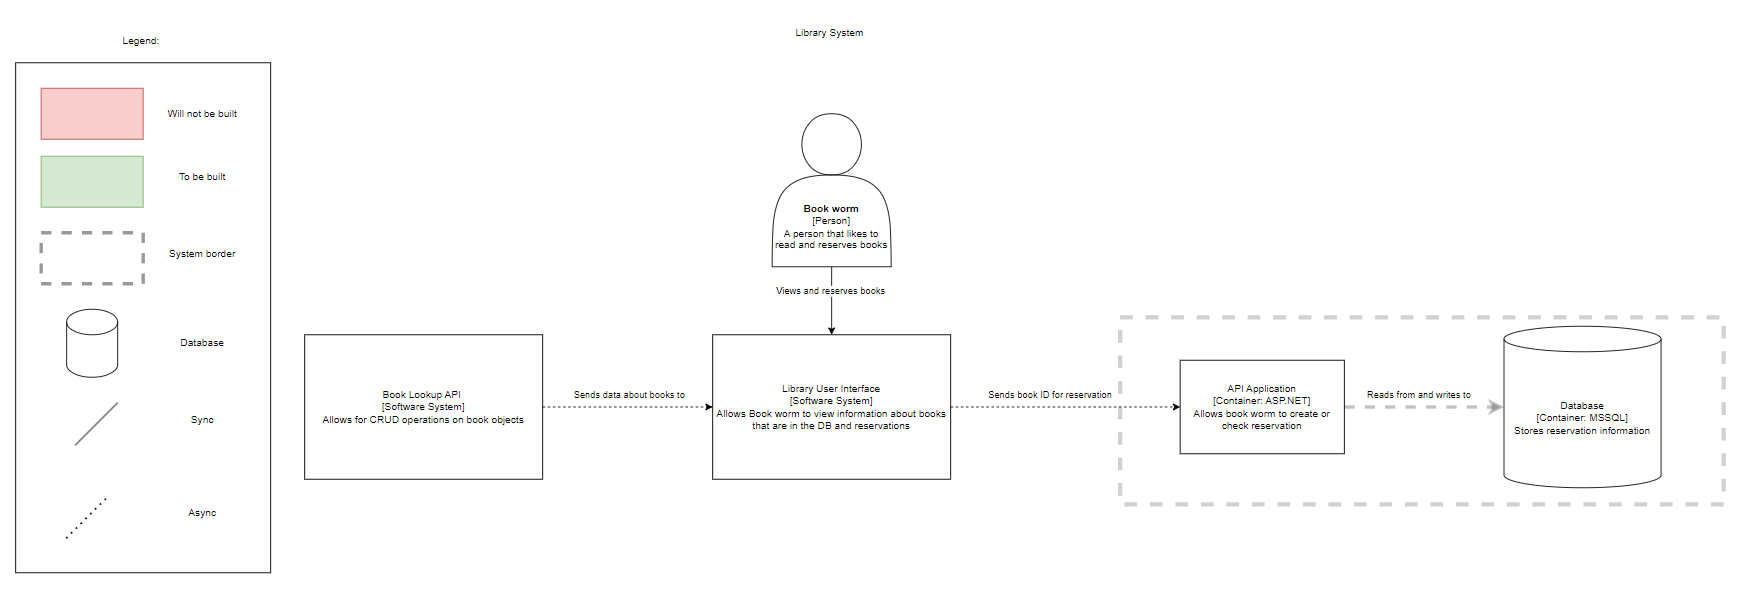 Library System
Legend:
Will not be built
To be built
System border
Database
Sync
Async
Book worm
[Person]
A person that likes to
read and reserves books
Views and reserves books
Book Lookup API
[Software System]
Allows for CRUD operations on book objects
Sends data about books to
Library User Interface
[Software System]
Allows Book worm to view information about books
that are in the DB and reservations
Sends book ID for reservation
API Application
[Container: ASP.NET]
Allows book worm to create or
check reservation
Reads from and writes to
Database
[Container: MSSQL]
Stores reservation information